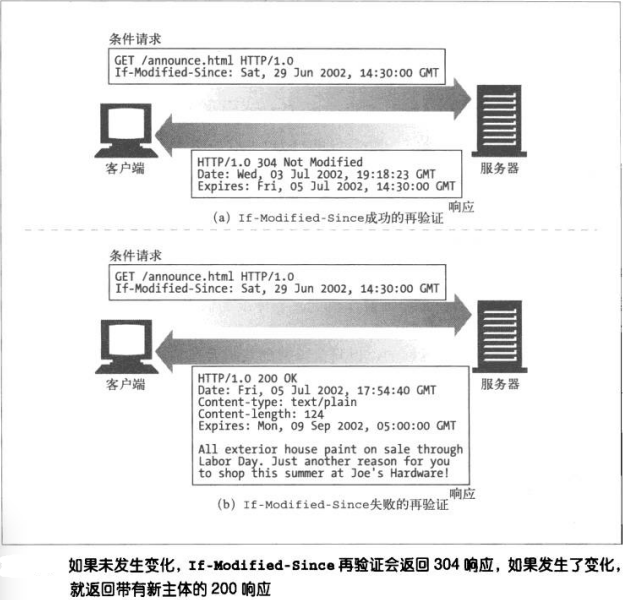 条件请求
GET /announce.html HTTP/1.0
If-Modified-Since: Sat, 29 Jun 2002, 14:30:00 GMT
客户端
服务器
HTTP/1.0 304 Not Modified
Date: Wed, 03 Jul 2002, 19:18:23 GMT
Expires: Fri, 05 Jul 2002, 14:30:00 GMT
响应
(a) If-Modified-Since成功的再验证
条件请求
GET /announce.html HTTP/1.0
If-Modified-Since: Sat, 29 Jun 2002, 14:30:00 GMT
客户端
服务器
HTTP/1.0 200 OK
Date: Fri, 05 Jul 2002, 17:54:40 GMT
Content-type: text/plain
Content-length: 124
Expires: Mon, 09 Sep 2002, 05:00:00 GMT
All exterior house paint on sale through
Labor Day. Just another reason for you
to shop this summer at Joe's Hardware!
响应
(b) If-Modified-Since失败的再验证
如果未发生变化，If-Modified-Since 再验证会返回 304 响应，如果发生了变化，
就返回带有新主体的 200 响应